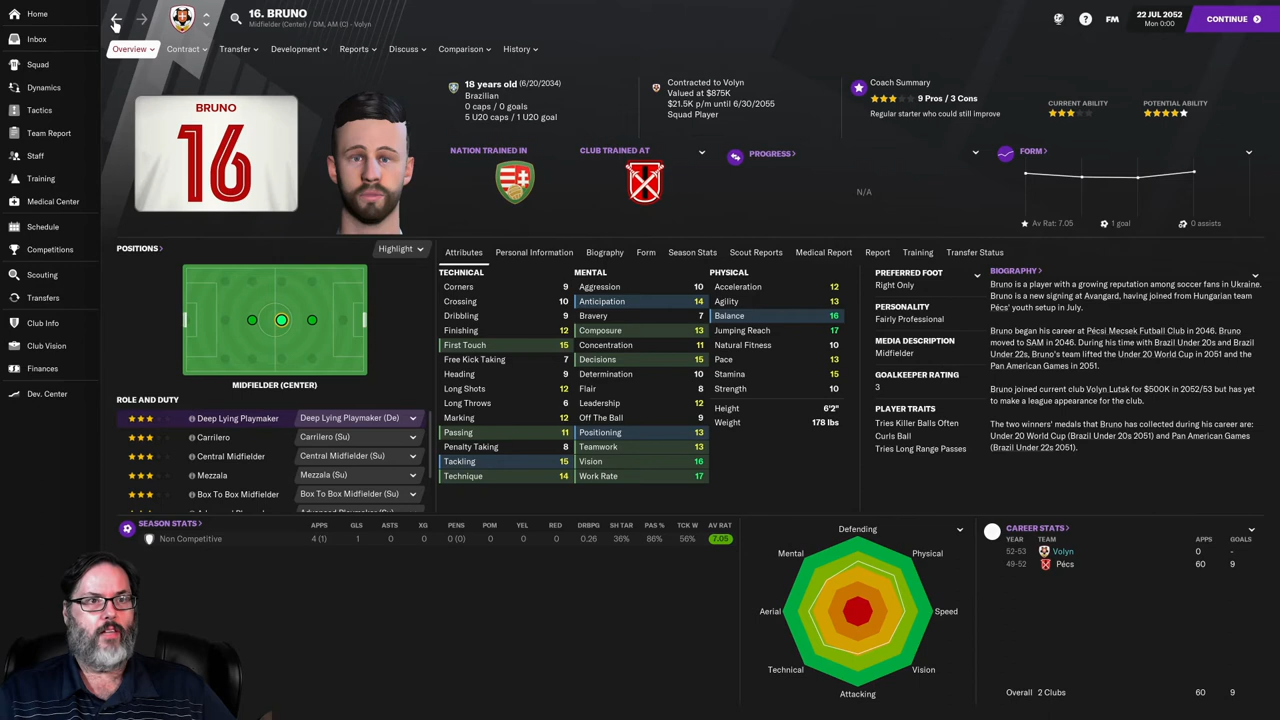 Home
Inbox
Squad
Dynamics
Tactics
Team Report
Staff
Training
Medical Center
Schedule
Competitions
Scouting
Transfers
Club Info
Club Vision
Finances
Dev. Center
16. BRUNO
Midfielder (Center) / DM, AM (C) - Volyn
FM
22 JUL 2052
Mon 0:00
CONTINUE
Overview
Contract
Transfer
Development
Reports
Discuss
Comparison
History
BRUNO
16
18 years old (6/20/2034)
Brazilian
0 caps / 0 goals
5 U20 caps / 1 U20 goal
Contracted to Volyn
Valued at $875K
$21.5K p/m until 6/30/2055
Squad Player
Coach Summary
9 Pros / 3 Cons
Regular starter who could still improve
CURRENT ABILITY
POTENTIAL ABILITY
NATION TRAINED IN
CLUB TRAINED AT
PROGRESS
N/A
FORM
Av Rat: 7.05
1 goal
0 assists
POSITIONS
Highlight
MIDFIELDER (CENTER)
ROLE AND DUTY
Deep Lying Playmaker Deep Lying Playmaker (De)
Carrilero Carrilero (Su)
Central Midfielder Central Midfielder (Su)
Mezzala Mezzala (Su)
Box To Box Midfielder Box To Box Midfielder (Su)
Attributes
Personal Information
Biography
Form
Season Stats
Scout Reports
Medical Report
Report
Training
Transfer Status
TECHNICAL
Corners 9
Crossing 10
Dribbling 9
Finishing 12
First Touch 15
Free Kick Taking 7
Heading 9
Long Shots 12
Long Throws 6
Marking 12
Passing 11
Penalty Taking 8
Tackling 15
Technique 14
MENTAL
Aggression 10
Anticipation 14
Bravery 7
Composure 13
Concentration 11
Decisions 15
Determination 10
Flair 8
Leadership 12
Off The Ball 9
Positioning 13
Teamwork 13
Vision 16
Work Rate 17
PHYSICAL
Acceleration 12
Agility 13
Balance 16
Jumping Reach 17
Natural Fitness 10
Pace 13
Stamina 15
Strength 10
Height 6'2"
Weight 178 lbs
PREFERRED FOOT
Right Only
PERSONALITY
Fairly Professional
MEDIA DESCRIPTION
Midfielder
GOALKEEPER RATING
3
PLAYER TRAITS
Tries Killer Balls Often
Curls Ball
Tries Long Range Passes
BIOGRAPHY
Bruno is a player with a growing reputation among soccer fans in Ukraine.
Bruno is a new signing at Avangard, having joined from Hungarian team
Pécs' youth setup in July.
Bruno began his career at Pécsi Mecsek Futball Club in 2046. Bruno
moved to SAM in 2046. During his time with Brazil Under 20s and Brazil
Under 22s, Bruno's team lifted the Under 20 World Cup in 2051 and the
Pan American Games in 2051.
Bruno joined current club Volyn Lutsk for $500K in 2052/53 but has yet
to make a league appearance for the club.
The two winners' medals that Bruno has collected during his career are:
Under 20 World Cup (Brazil Under 20s 2051) and Pan American Games
(Brazil Under 22s 2051).
SEASON STATS
APPS GLS ASTS XG PENS POM YEL RED DRBPG SH TAR PAS % TCK W AV RAT
Non Competitive 4 (1) 1 0 0 0 (0) 0 0 0 0.26 36% 86% 56% 7.05
Defending
Physical
Speed
Vision
Attacking
Technical
Aerial
Mental
CAREER STATS
YEAR TEAM APPS GOALS
52-53 Volyn 0 -
49-52 Pécs 60 9
Overall 2 Clubs 60 9